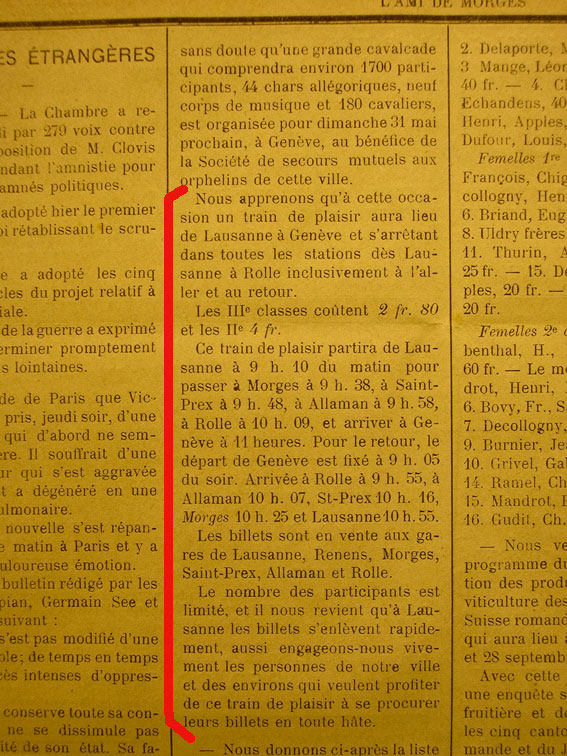 L'AMI DE MORGES
ES ÉTRANGÈRES
— La Chambre a re-
i par 279 voix contre
position de M. Clovis
ndant l'amnistie pour
amnés politiques.
adopté hier le premier
oi rétablissant le scru-
e a adopté les cinq
cles du projet relatif à
iale.
de la guerre a exprimé
erminer promptement
s lointaines.
de de Paris que Vic-
pris, jeudi soir, d'une
qui d'abord ne sem-
ère. Il souffrait d'une
ur qui s'est aggravée
t a dégénéré en une
ulmonaire.
nouvelle s'est répan-
e matin à Paris et y a
uloureuse émotion.
bulletin rédigé par les
pian, Germain See et
suivant :
s'est pas modifié d'une
ble; de temps en temps
cès intenses d'oppres-
conserve toute sa con-
ne se dissimule pas
ité de son état. Sa fa-
sans doute qu'une grande cavalcade
qui comprendra environ 1700 parti-
cipants, 44 chars allégoriques, neuf
corps de musique et 180 cavaliers,
est organisée pour dimanche 31 mai
prochain, à Genève, au bénéfice de
la Société de secours mutuels aux
orphelins de cette ville.
Nous apprenons qu'à cette occa-
sion un train de plaisir aura lieu
de Lausanne à Genève et s'arrêtant
dans toutes les stations dès Lau-
sanne à Rolle inclusivement à l'al-
ler et au retour.
Les IIIe classes coûtent 2 fr. 80
et les IIe 4 fr.
Ce train de plaisir partira de Lau-
sanne à 9 h. 10 du matin pour
passer à Morges à 9 h. 38, à Saint-
Prex à 9 h. 48, à Allaman à 9 h. 58,
à Rolle à 10 h. 09, et arriver à Ge-
nève à 11 heures. Pour le retour, le
départ de Genève est fixé à 9 h. 05
du soir. Arrivée à Rolle à 9 h. 55, à
Allaman 10 h. 07, St-Prex 10 h. 16,
Morges 10 h. 25 et Lausanne 10 h. 55.
Les billets sont en vente aux ga-
res de Lausanne, Renens, Morges,
Saint-Prex, Allaman et Rolle.
Le nombre des participants est
limité, et il nous revient qu'à Lau-
sanne les billets s'enlèvent rapide-
ment, aussi engageons-nous vive-
ment les personnes de notre ville
et des environs qui veulent profiter
de ce train de plaisir à se procurer
leurs billets en toute hâte.
— Nous donnons ci-après la liste
2. Delaporte, M
3 Mange, Léon
40 fr. — 4. C
Echandens, 40
Henri, Apples,
Dufour, Louis,
Femelles 1re
François, Chig
collogny, Henr
6. Briand, Eug
8. Uldry frères
11. Thurin, A
25 fr. — 15. De
ples, 20 fr. —
20 fr.
Femelles 2e c
benthal, H.,
60 fr. — Le me
drot, Henri,
6. Bovy, Fr., S
7. Decollogny,
9. Burnier, Jea
10. Grivel, Gal
14. Ramel, Ch
15. Mandrot, H
16. Gudit, Ch.
— Nous ve
programme du
tion des produ
viticulture des
Suisse romand
qui aura lieu à
et 28 septemb
Avec cette
une enquête s
fruitière et d
les cinq canto
mand et du J